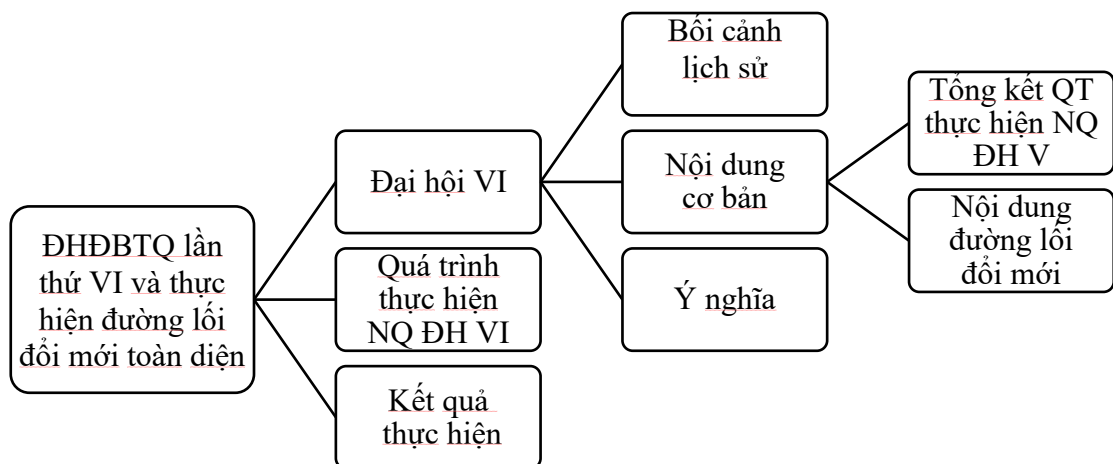 ĐHĐBTQ lần
thứ VI và thực
hiện đường lối
đổi mới toàn diện
Đại hội VI
Bối cảnh
lịch sử
Nội dung
cơ bản
Tổng kết QT
thực hiện NQ
ĐH V
Nội dung
đường lối
đổi mới
Ý nghĩa
Quá trình
thực hiện
NQ ĐH VI
Kết quả
thực hiện